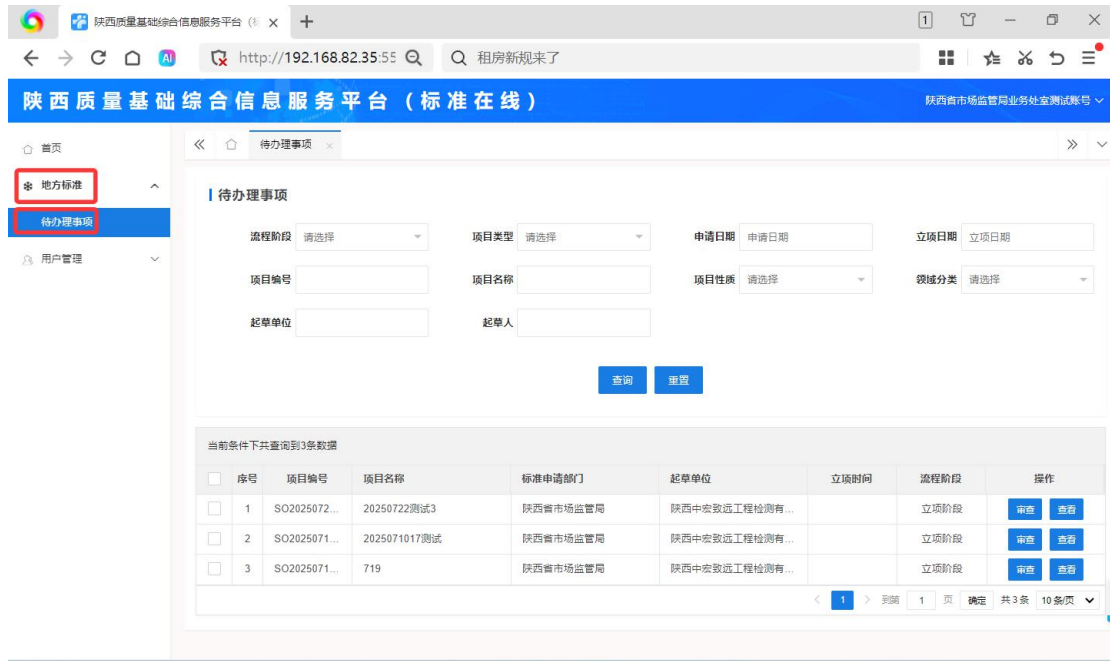 陕西质量基础综合信息服务平台（标
1
AI
http://192.168.82.35:55
租房新规来了
陕西质量基础综合信息服务平台（标准在线）
陕西省市场监管局业务处室测试账号
首页
待办理事项
地方标准
待办理事项
用户管理
待办理事项
流程阶段 请选择 项目类型 请选择 申请日期 申请日期 立项日期 立项日期
项目编号 项目名称 项目性质 请选择 领域分类 请选择
起草单位 起草人
查询 重置
当前条件下共查询到3条数据
序号 项目编号 项目名称 标准申请部门 起草单位 立项时间 流程阶段 操作
1 SO2025072... 20250722测试3 陕西省市场监管局 陕西中宏致远工程检测有... 立项阶段 审查 查看
2 SO2025071... 2025071017测试 陕西省市场监管局 陕西中宏致远工程检测有... 立项阶段 审查 查看
3 SO2025071... 719 陕西省市场监管局 陕西中宏致远工程检测有... 立项阶段 审查 查看
1 到第 1 页 确定 共3条 10条/页